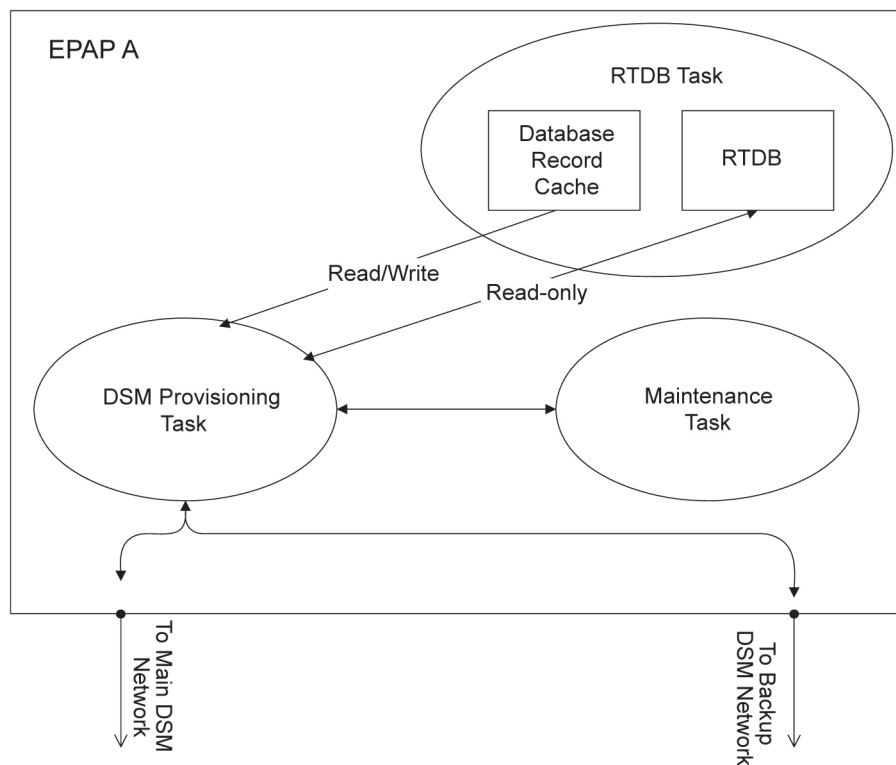 EPAP A
RTDB Task
Database
Record
Cache
RTDB
Read/Write
Read-only
DSM Provisioning
Task
Maintenance
Task
To Main DSM
Network
To Backup
DSM Network